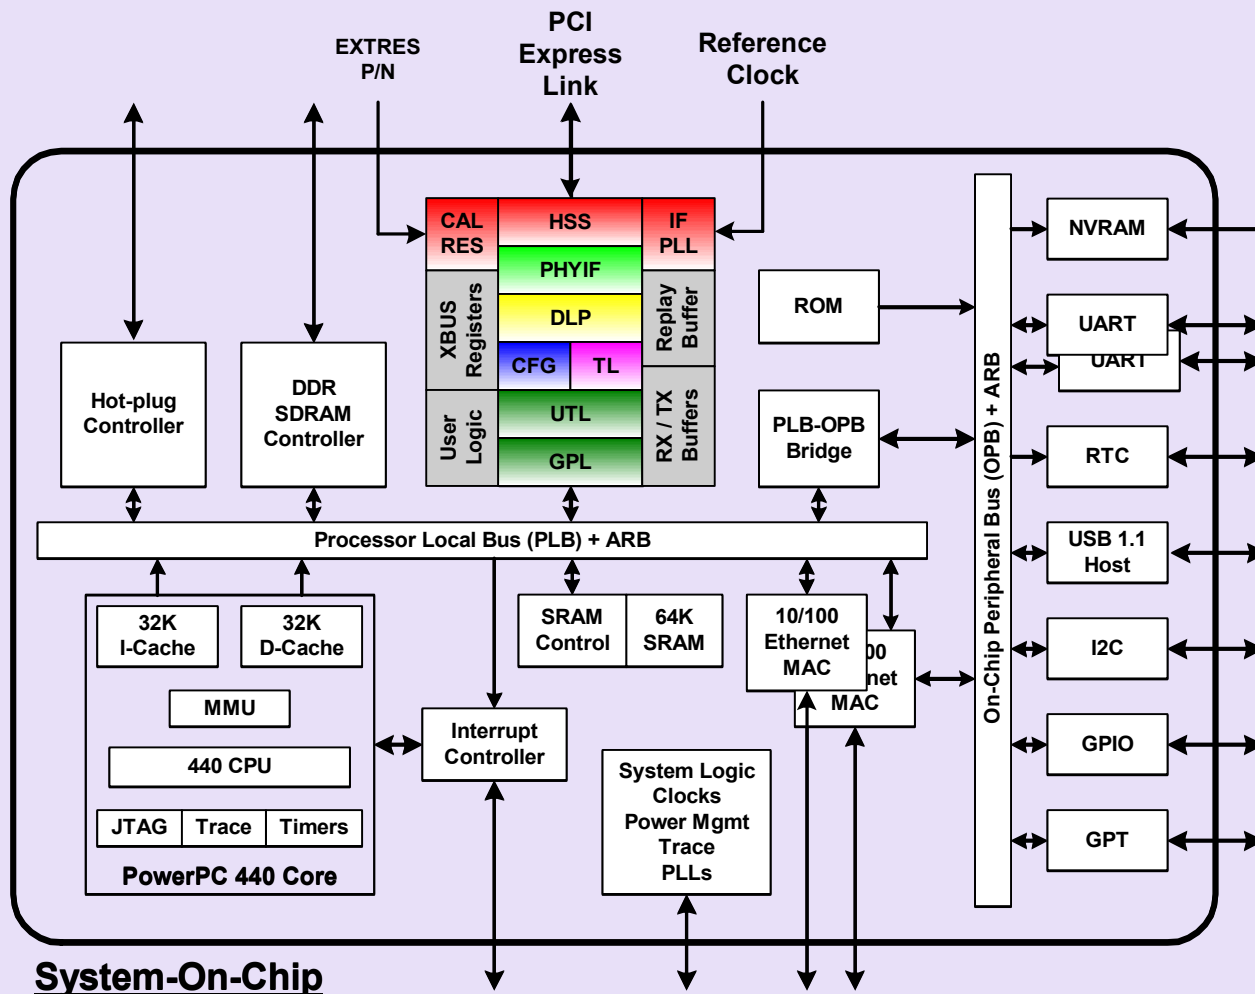 EXTRES
P/N
PCI
Express
Link
Reference
Clock
CAL
RES
HSS
IF
PLL
PHYIF
XBUS
Registers
DLP
Replay
Buffer
CFG
TL
User
Logic
UTL
RX / TX
Buffers
GPL
Hot-plug
Controller
DDR
SDRAM
Controller
ROM
PLB-OPB
Bridge
On-Chip Peripheral Bus (OPB) + ARB
NVRAM
UART
UART
RTC
USB 1.1
Host
I2C
GPIO
GPT
Processor Local Bus (PLB) + ARB
32K
I-Cache
32K
D-Cache
MMU
440 CPU
JTAG
Trace
Timers
PowerPC 440 Core
Interrupt
Controller
SRAM
Control
64K
SRAM
10/100
Ethernet
MAC
MAC
System Logic
Clocks
Power Mgmt
Trace
PLLs
System-On-Chip